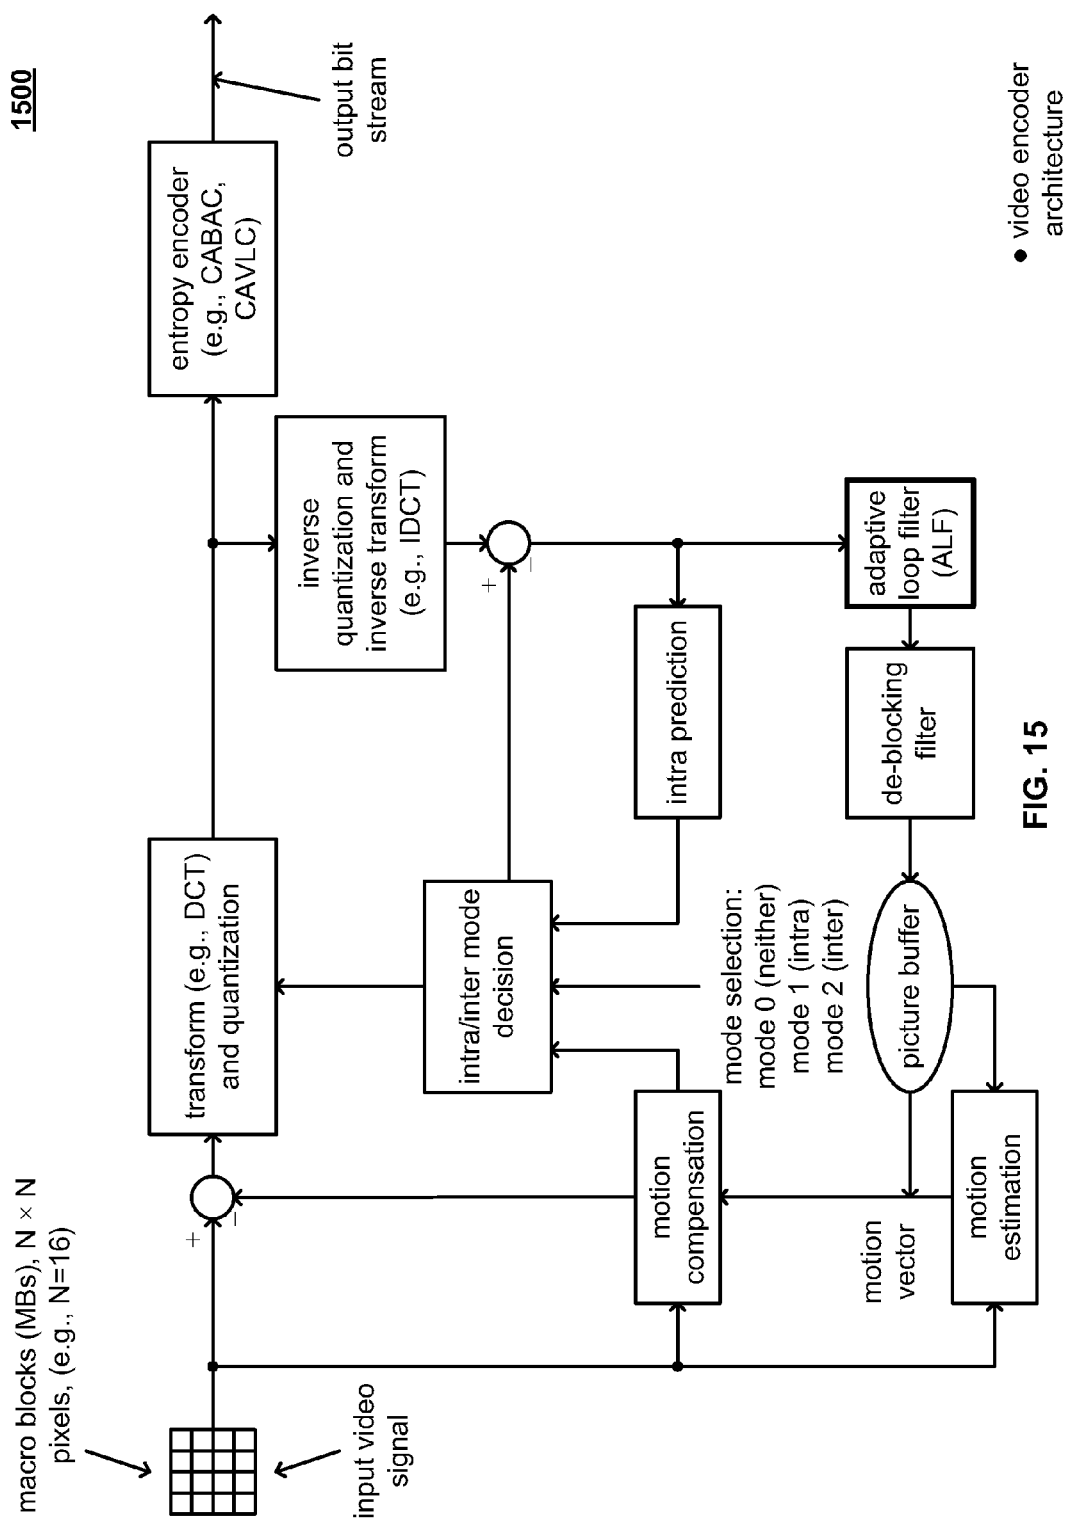 1500
macro blocks (MBs), N × N
pixels, (e.g., N=16)
input video
signal
+
−
transform (e.g., DCT)
and quantization
entropy encoder
(e.g., CABAC,
CAVLC)
output bit
stream
inverse
quantization and
inverse transform
(e.g., IDCT)
+
−
intra/inter mode
decision
intra prediction
motion
compensation
mode selection:
mode 0 (neither)
mode 1 (intra)
mode 2 (inter)
adaptive
loop filter
(ALF)
de-blocking
filter
picture buffer
motion
vector
motion
estimation
• video encoder
architecture
FIG. 15